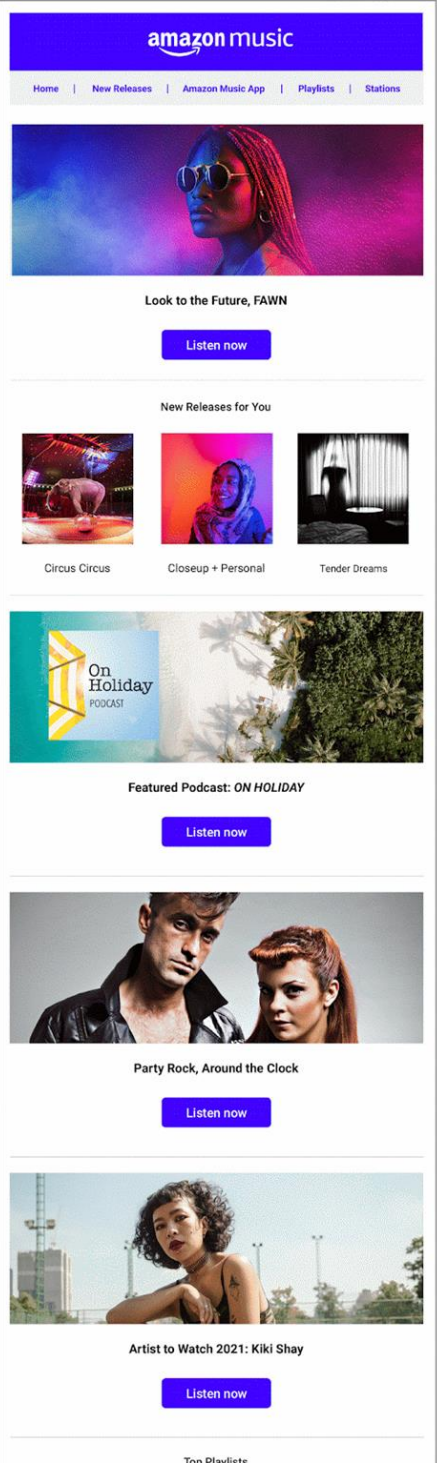 amazon music
Home | New Releases | Amazon Music App | Playlists | Stations
Look to the Future, FAWN
Listen now
New Releases for You
Circus Circus Closeup + Personal Tender Dreams
On
Holiday
PODCAST
Featured Podcast: ON HOLIDAY
Listen now
Party Rock, Around the Clock
Listen now
Artist to Watch 2021: Kiki Shay
Listen now
Top Playlists